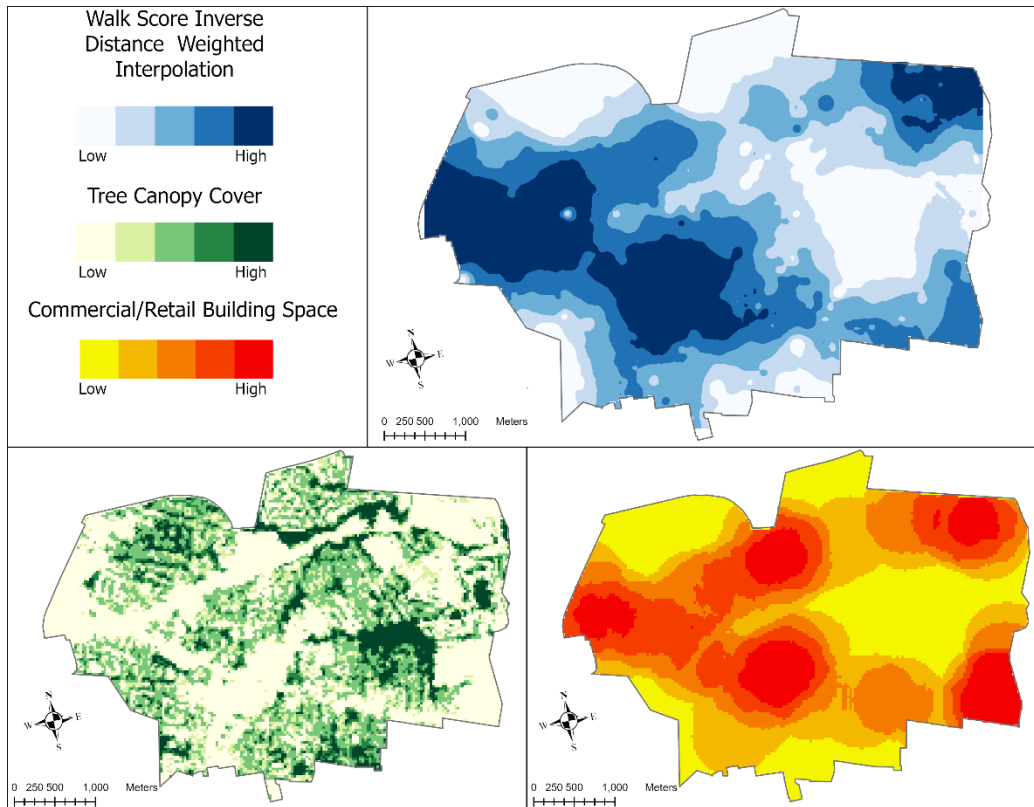 Walk Score Inverse
Distance Weighted
Interpolation
Low High
Tree Canopy Cover
Low High
Commercial/Retail Building Space
Low High
N
W E
S
0 250 500 1,000 Meters
N
W E
S
0 250 500 1,000 Meters
N
W E
S
0 250 500 1,000 Meters